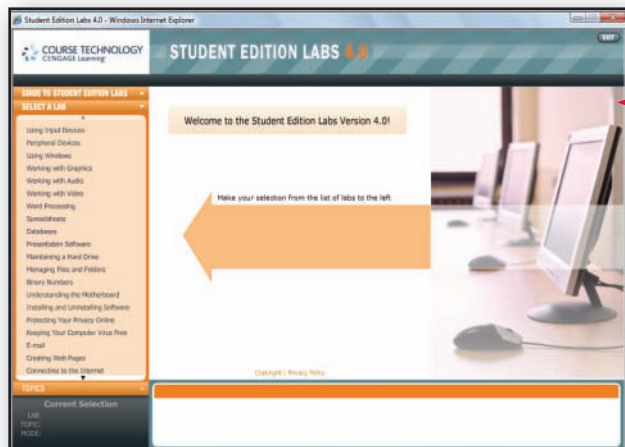 Student Edition Labs 4.0 - Windows Internet Explorer
COURSE TECHNOLOGY
CENGAGE Learning
STUDENT EDITION LABS 4.0
EXIT
GUIDE TO STUDENT EDITION LABS
SELECT A LAB
Using Input Devices
Peripheral Devices
Using Windows
Working with Graphics
Working with Audio
Working with Video
Word Processing
Spreadsheets
Databases
Presentation Software
Maintaining a Hard Drive
Managing Files and Folders
Binary Numbers
Understanding the Motherboard
Installing and Uninstalling Software
Protecting Your Privacy Online
Keeping Your Computer Virus Free
E-mail
Creating Web Pages
Connecting to the Internet
TOPICS
Current Selection
LAB:
TOPIC:
MODE:
Welcome to the Student Edition Labs Version 4.0!
Make your selection from the list of labs to the left
Copyright | Privacy Policy